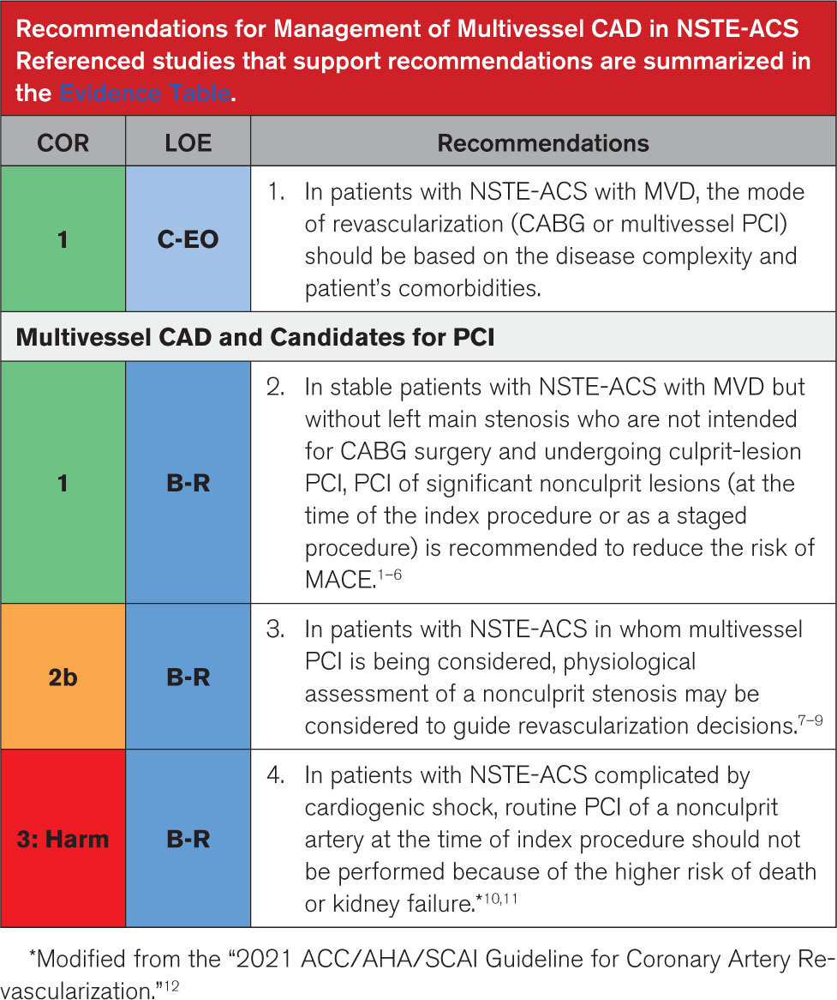 Recommendations for Management of Multivessel CAD in NSTE-ACS
Referenced studies that support recommendations are summarized in
the Evidence Table.
COR LOE Recommendations
1 C-EO 1. In patients with NSTE-ACS with MVD, the mode
of revascularization (CABG or multivessel PCI)
should be based on the disease complexity and
patient’s comorbidities.
Multivessel CAD and Candidates for PCI
1 B-R 2. In stable patients with NSTE-ACS with MVD but
without left main stenosis who are not intended
for CABG surgery and undergoing culprit-lesion
PCI, PCI of significant nonculprit lesions (at the
time of the index procedure or as a staged
procedure) is recommended to reduce the risk of
MACE.1–6
2b B-R 3. In patients with NSTE-ACS in whom multivessel
PCI is being considered, physiological
assessment of a nonculprit stenosis may be
considered to guide revascularization decisions.7–9
3: Harm B-R 4. In patients with NSTE-ACS complicated by
cardiogenic shock, routine PCI of a nonculprit
artery at the time of index procedure should not
be performed because of the higher risk of death
or kidney failure.*10,11
*Modified from the “2021 ACC/AHA/SCAI Guideline for Coronary Artery Re-
vascularization.”12